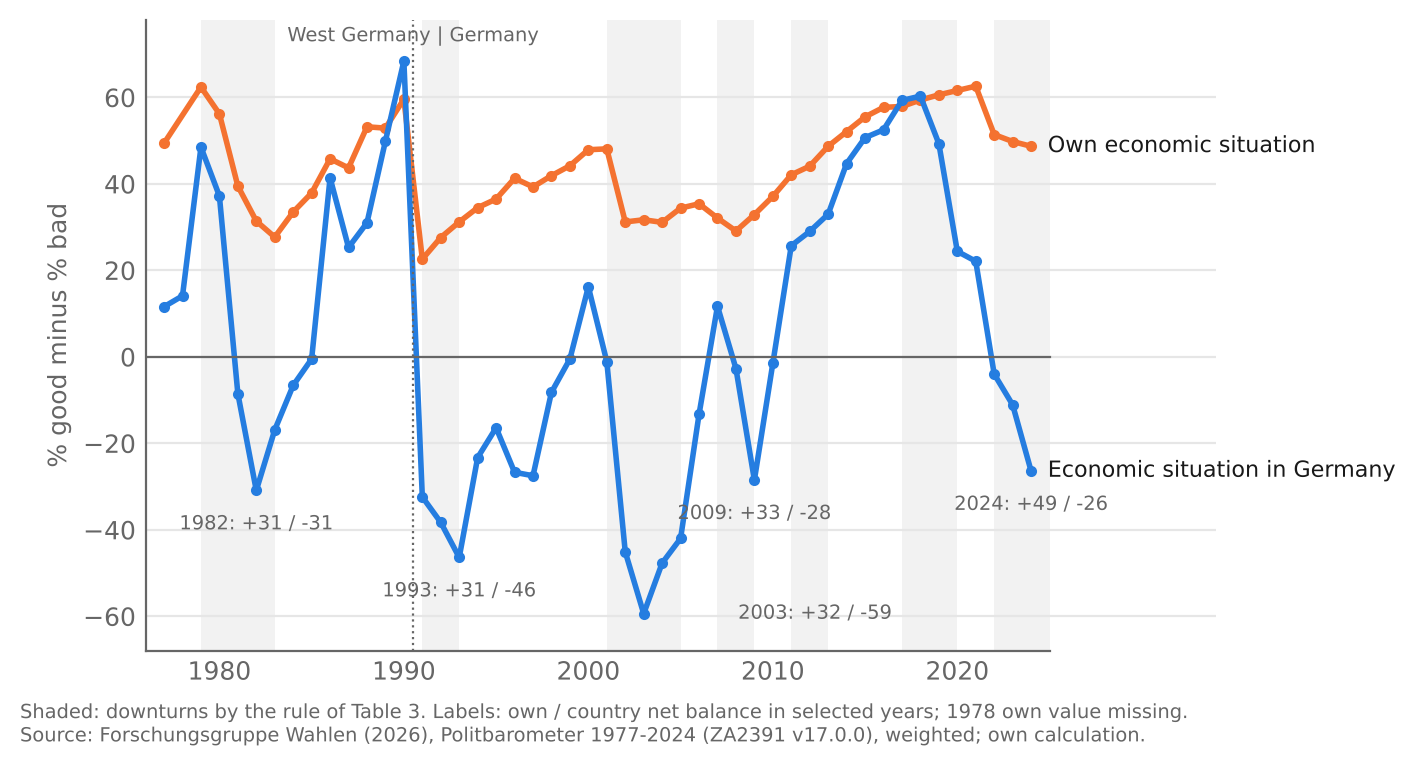 West Germany | Germany
60
40
20
0
−20
−40
−60
% good minus % bad
Own economic situation
Economic situation in Germany
2024: +49 / -26
2009: +33 / -28
1982: +31 / -31
1993: +31 / -46
2003: +32 / -59
1980
1990
2000
2010
2020
Shaded: downturns by the rule of Table 3. Labels: own / country net balance in selected years; 1978 own value missing.
Source: Forschungsgruppe Wahlen (2026), Politbarometer 1977-2024 (ZA2391 v17.0.0), weighted; own calculation.